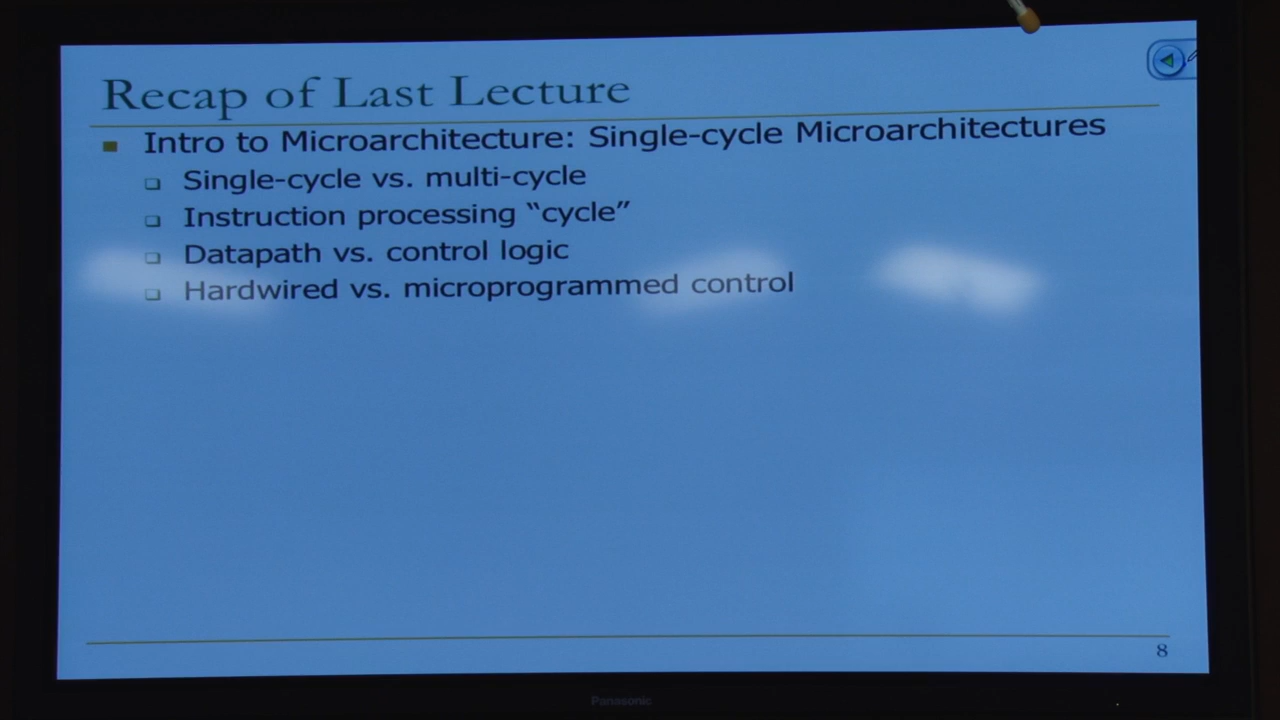 Recap of Last Lecture
Intro to Microarchitecture: Single-cycle Microarchitectures
Single-cycle vs. multi-cycle
Instruction processing “cycle”
Datapath vs. control logic
Hardwired vs. microprogrammed control
8
Panasonic